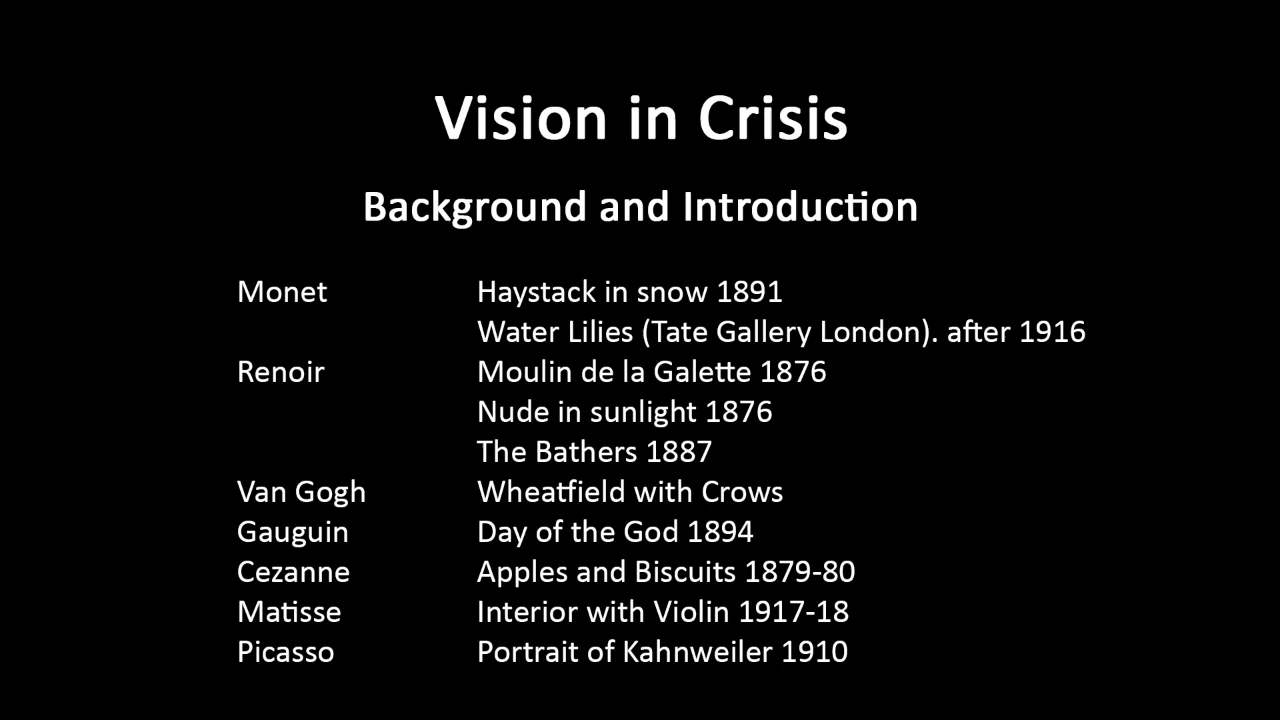 Vision in Crisis
Background and Introduction
Monet Haystack in snow 1891
Water Lilies (Tate Gallery London). after 1916
Renoir Moulin de la Galette 1876
Nude in sunlight 1876
The Bathers 1887
Van Gogh Wheatfield with Crows
Gauguin Day of the God 1894
Cezanne Apples and Biscuits 1879-80
Matisse Interior with Violin 1917-18
Picasso Portrait of Kahnweiler 1910